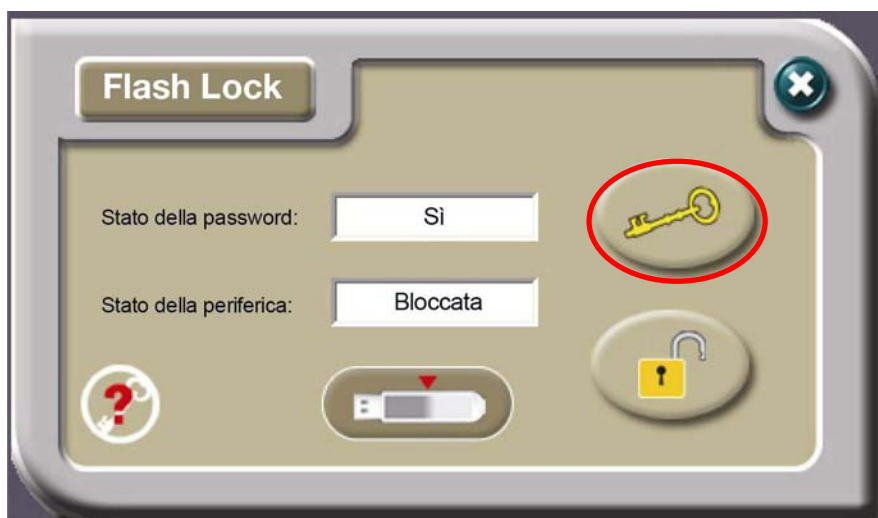 Flash Lock
Stato della password: Sì
Stato della periferica: Bloccata
?